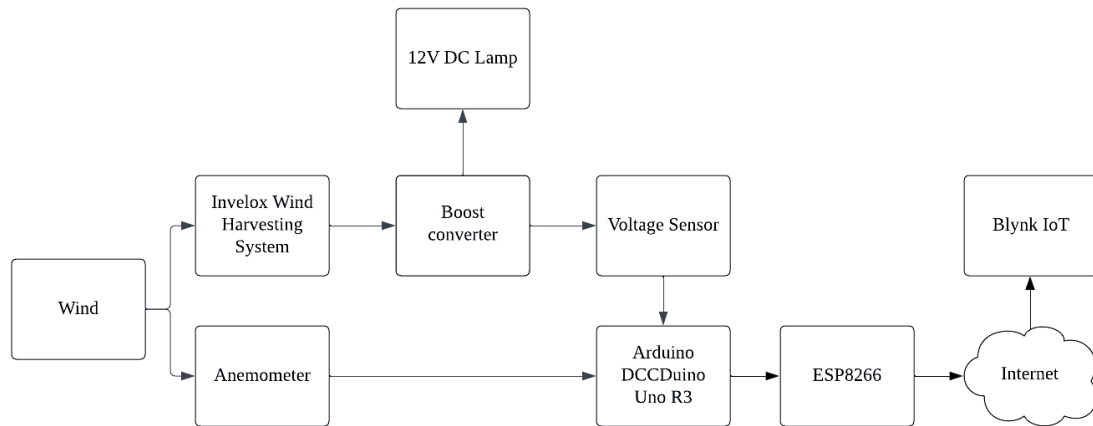 12V DC Lamp
Invelox Wind
Harvesting
System
Boost
converter
Voltage Sensor
Blynk IoT
Wind
Anemometer
Arduino
DCCDuino
Uno R3
ESP8266
Internet